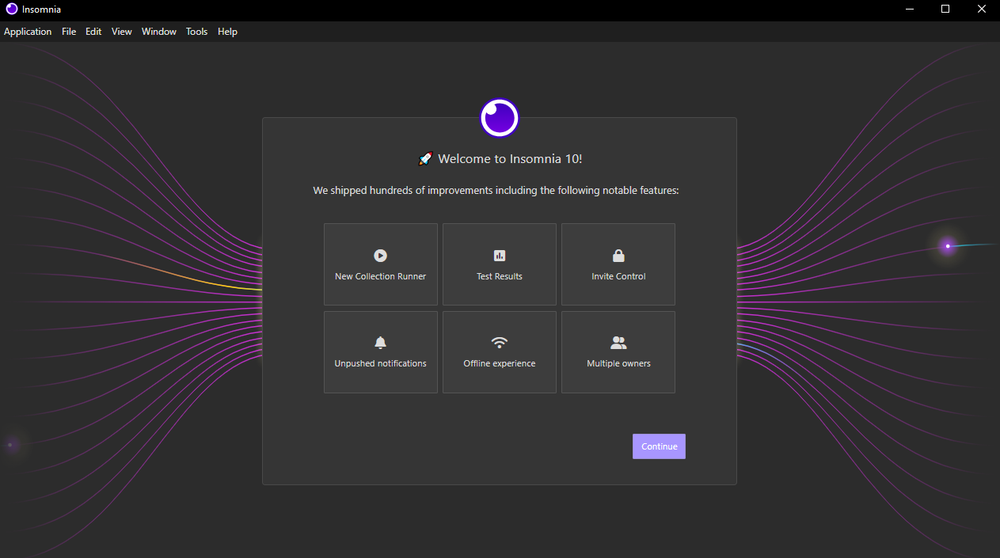 Insomnia
Application File Edit View Window Tools Help
🚀 Welcome to Insomnia 10!
We shipped hundreds of improvements including the following notable features:
New Collection Runner
Test Results
Invite Control
Unpushed notifications
Offline experience
Multiple owners
Continue